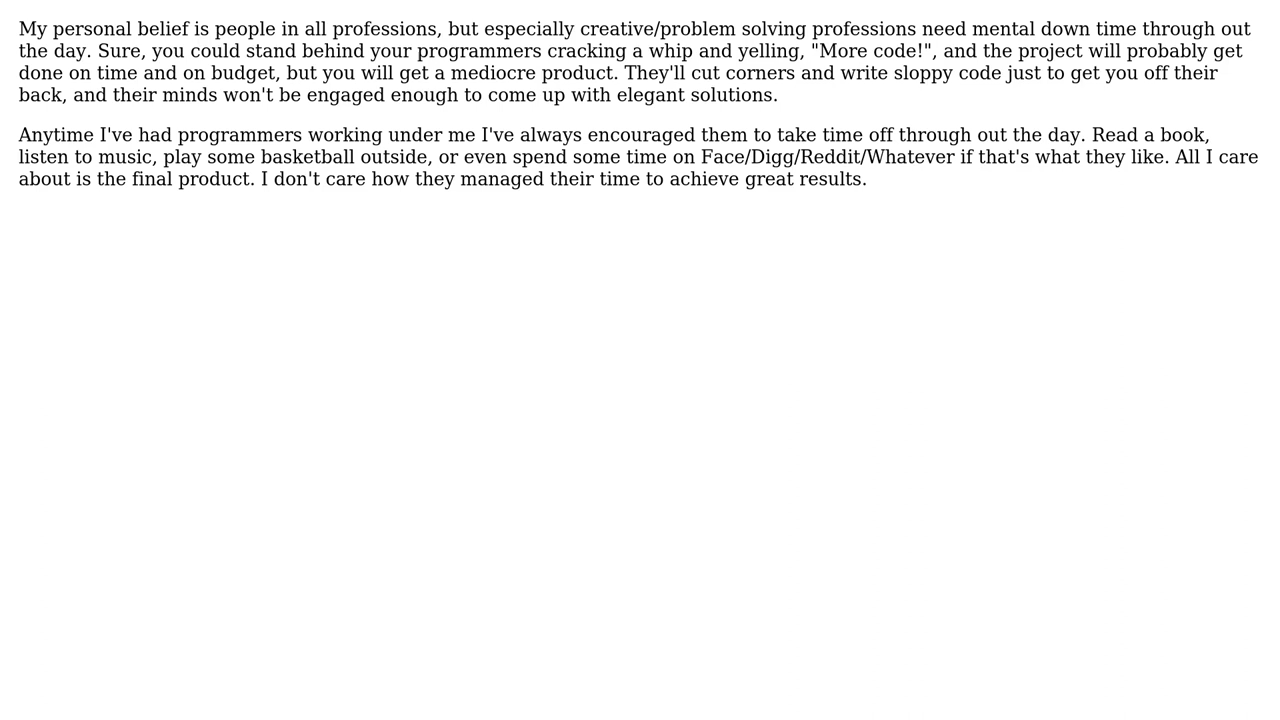 My personal belief is people in all professions, but especially creative/problem solving professions need mental down time through out
the day. Sure, you could stand behind your programmers cracking a whip and yelling, "More code!", and the project will probably get
done on time and on budget, but you will get a mediocre product. They'll cut corners and write sloppy code just to get you off their
back, and their minds won't be engaged enough to come up with elegant solutions.
Anytime I've had programmers working under me I've always encouraged them to take time off through out the day. Read a book,
listen to music, play some basketball outside, or even spend some time on Face/Digg/Reddit/Whatever if that's what they like. All I care
about is the final product. I don't care how they managed their time to achieve great results.